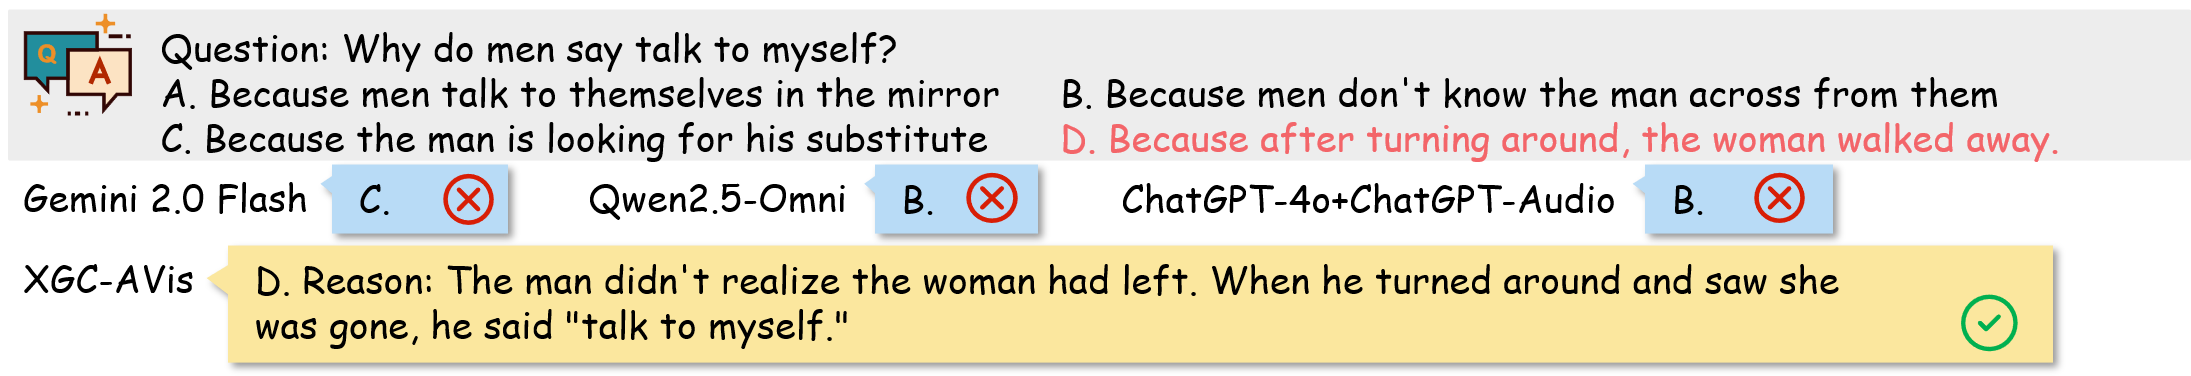 Q A
Question: Why do men say talk to myself?
A. Because men talk to themselves in the mirror B. Because men don't know the man across from them
C. Because the man is looking for his substitute D. Because after turning around, the woman walked away.
Gemini 2.0 Flash C. Qwen2.5-Omni B. ChatGPT-4o+ChatGPT-Audio B.
XGC-AVis D. Reason: The man didn't realize the woman had left. When he turned around and saw she
was gone, he said "talk to myself."